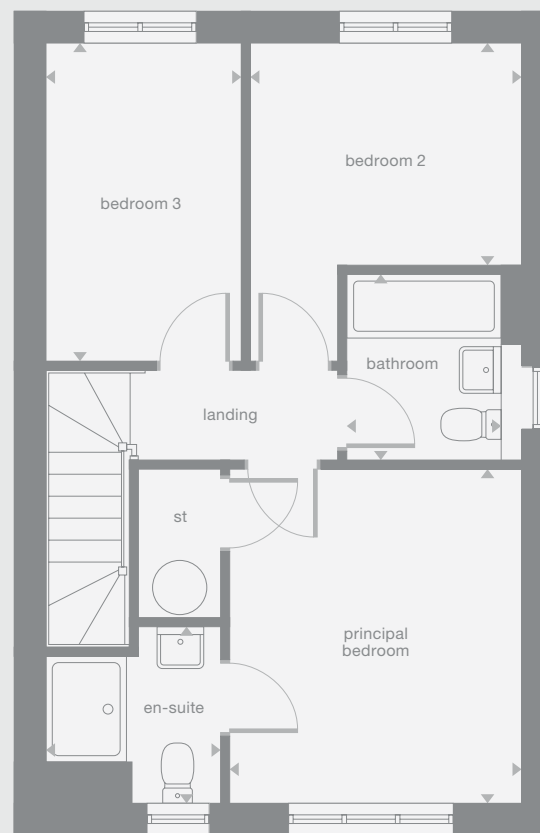 bedroom 3
bedroom 2
bathroom
landing
st
principal
bedroom
en-suite